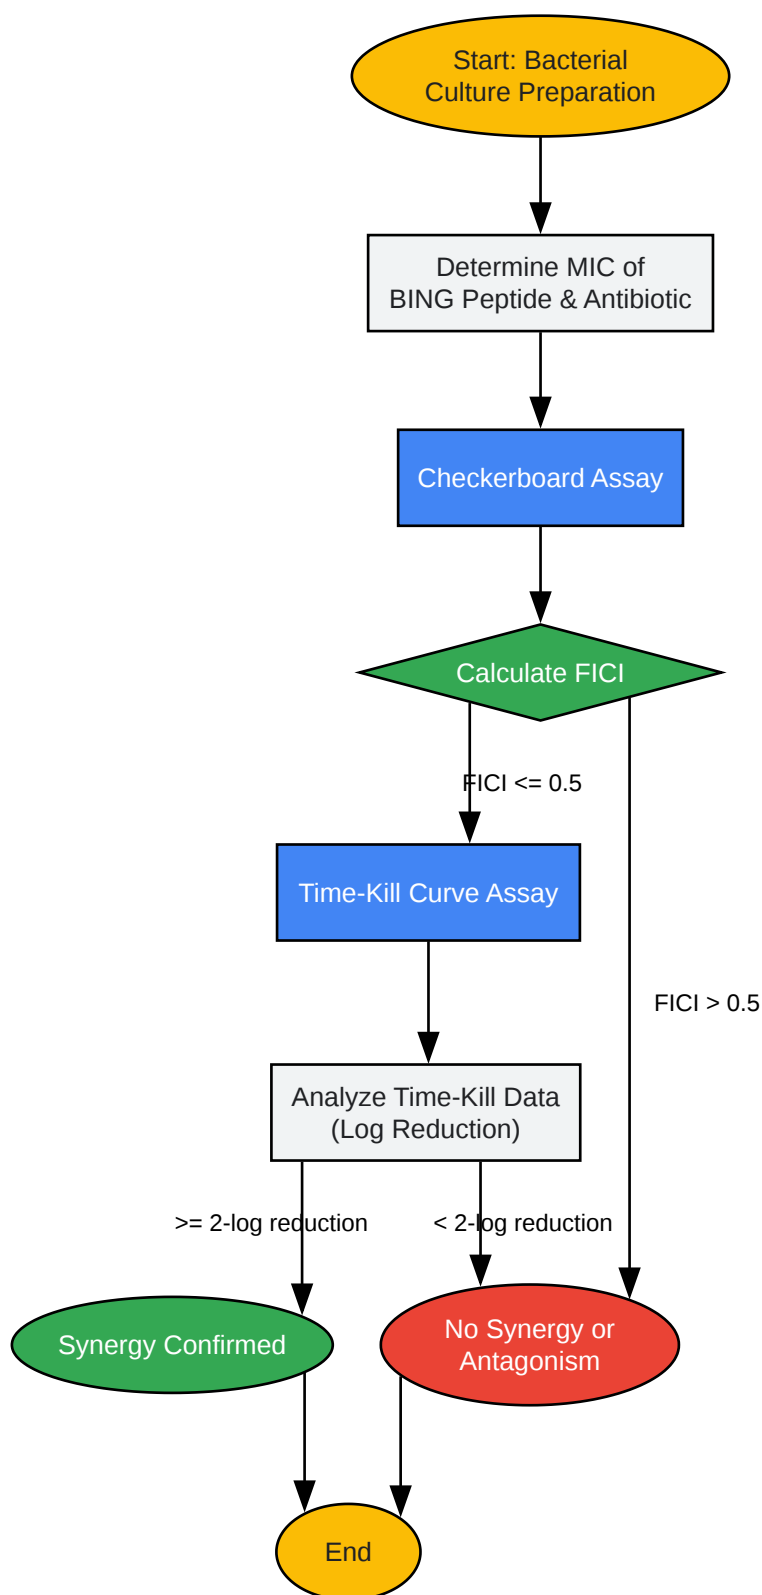 Start: Bacterial
Culture Preparation
Determine MIC of
BING Peptide & Antibiotic
Checkerboard Assay
Calculate FICI
FICI <= 0.5
Time-Kill Curve Assay
FICI > 0.5
Analyze Time-Kill Data
(Log Reduction)
>= 2-log reduction
< 2-log reduction
Synergy Confirmed
No Synergy or
Antagonism
End